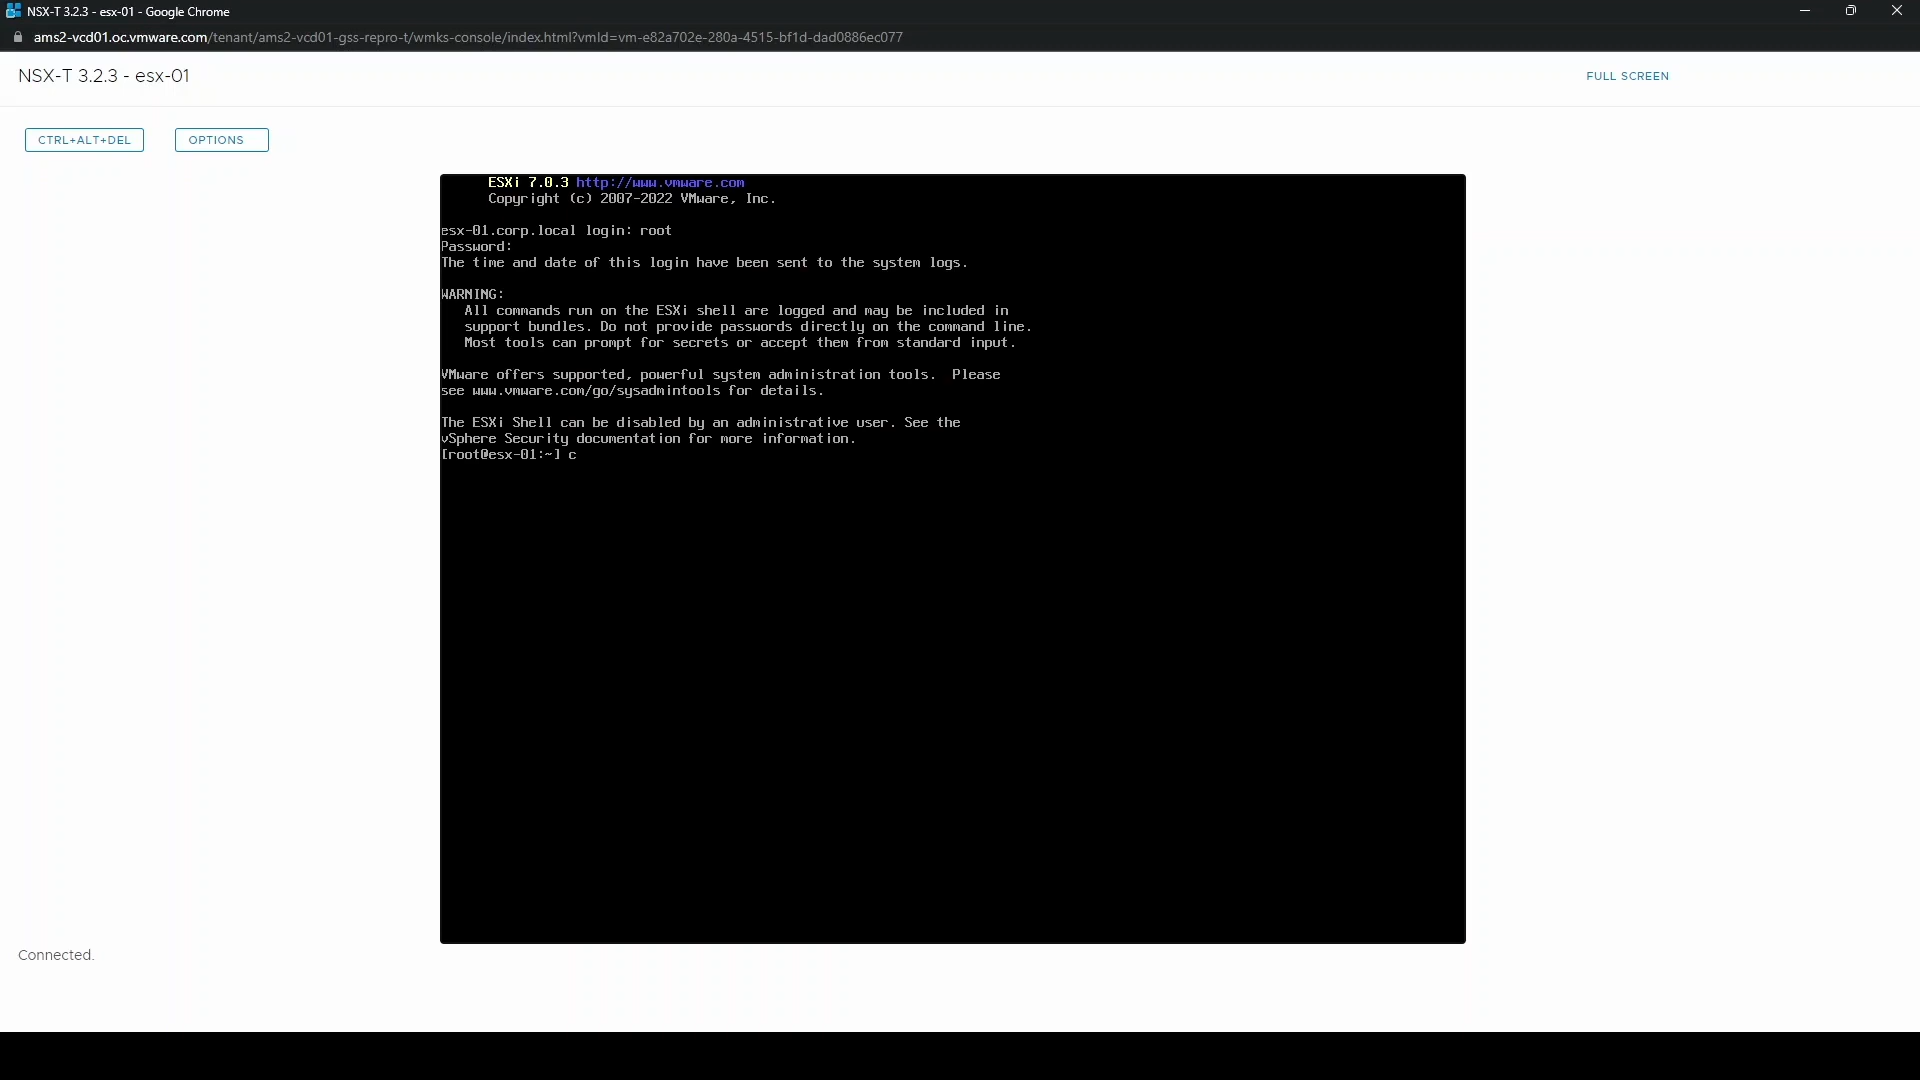 NSX-T 3.2.3 - esx-01 - Google Chrome
ams2-vcd01.oc.vmware.com/tenant/ams2-vcd01-gss-repro-t/wmks-console/index.html?vmId=vm-e82a702e-280a-4515-bf1d-dad0886ec077
NSX-T 3.2.3 - esx-01
FULL SCREEN
CTRL+ALT+DEL
OPTIONS
ESXi 7.0.3 http://www.vmware.com
Copyright (c) 2007-2022 VMware, Inc.
esx-01.corp.local login: root
Password:
The time and date of this login have been sent to the system logs.
WARNING:
All commands run on the ESXi shell are logged and may be included in
support bundles. Do not provide passwords directly on the command line.
Most tools can prompt for secrets or accept them from standard input.
VMware offers supported, powerful system administration tools.  Please
see www.vmware.com/go/sysadmintools for details.
The ESXi Shell can be disabled by an administrative user. See the
vSphere Security documentation for more information.
[root@esx-01:~] c
Connected.